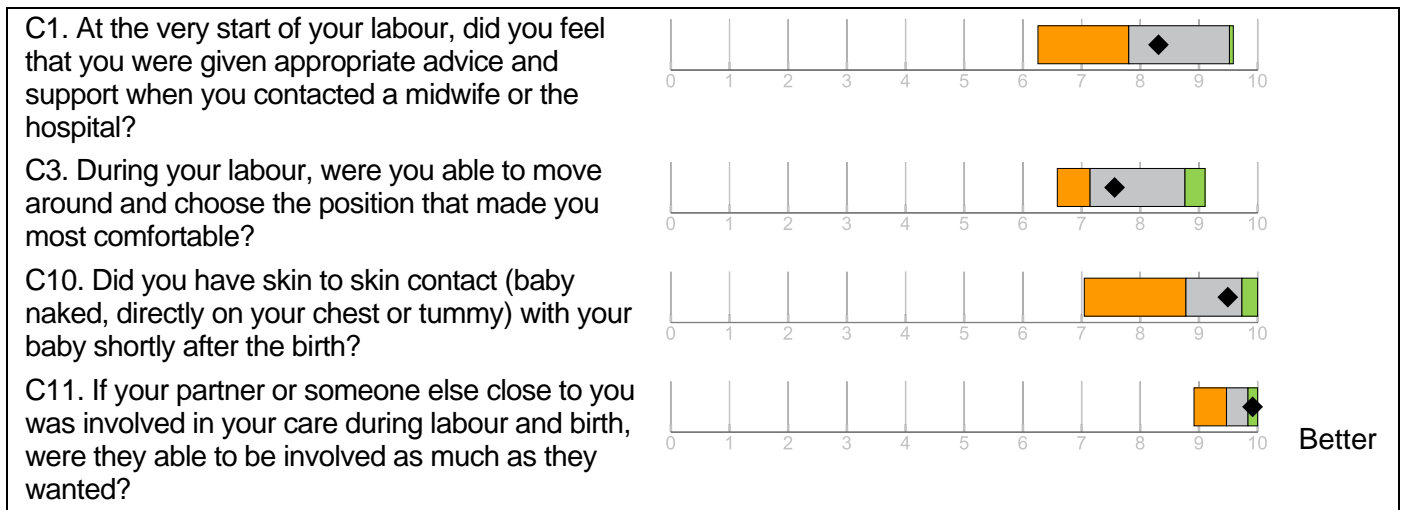 C1. At the very start of your labour, did you feel
that you were given appropriate advice and
support when you contacted a midwife or the
hospital?
0 1 2 3 4 5 6 7 8 9 10
C3. During your labour, were you able to move
around and choose the position that made you
most comfortable?
0 1 2 3 4 5 6 7 8 9 10
C10. Did you have skin to skin contact (baby
naked, directly on your chest or tummy) with your
baby shortly after the birth?
0 1 2 3 4 5 6 7 8 9 10
C11. If your partner or someone else close to you
was involved in your care during labour and birth,
were they able to be involved as much as they
wanted?
0 1 2 3 4 5 6 7 8 9 10
Better